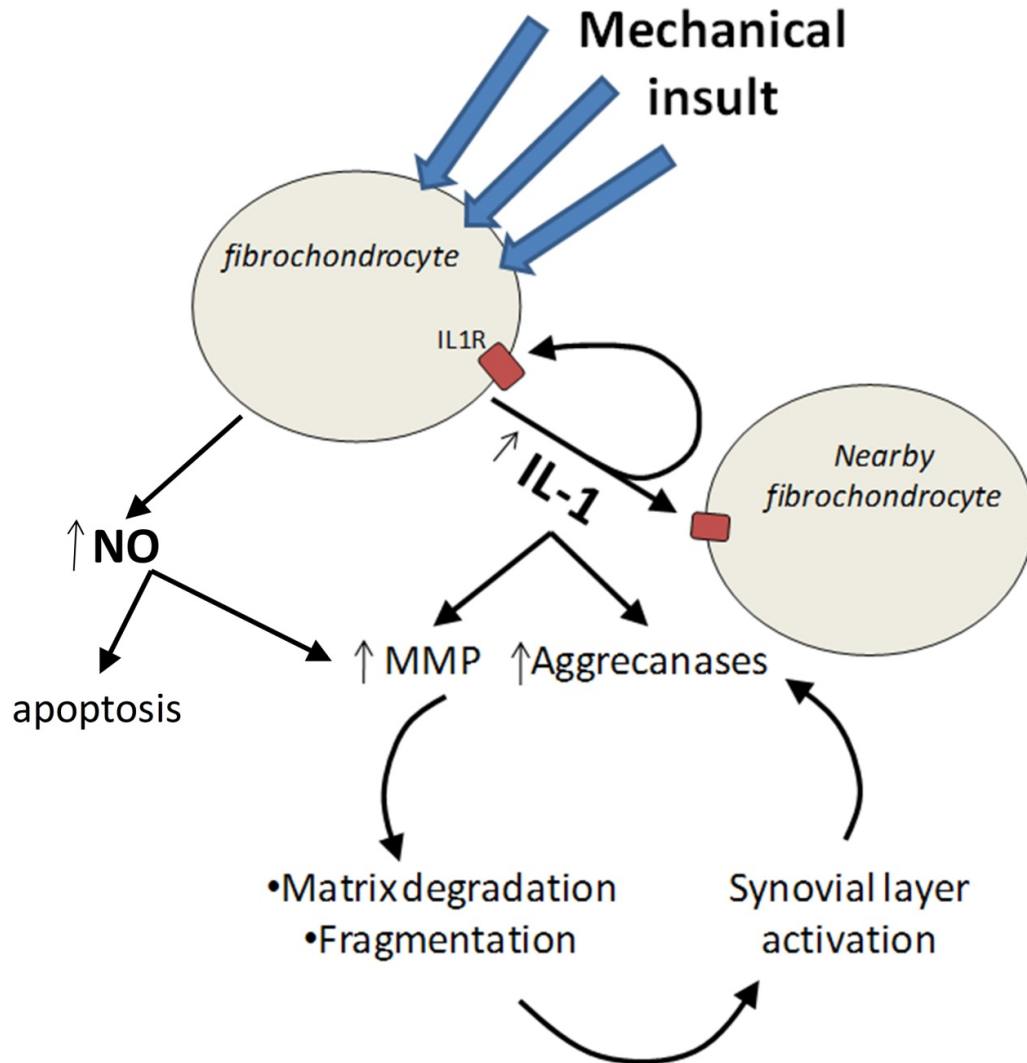 Mechanical
insult
fibrochondrocyte
IL1R
↑ IL-1
Nearby
fibrochondrocyte
↑ NO
↑ MMP ↑Aggrecanases
apoptosis
•Matrix degradation
•Fragmentation
Synovial layer
activation